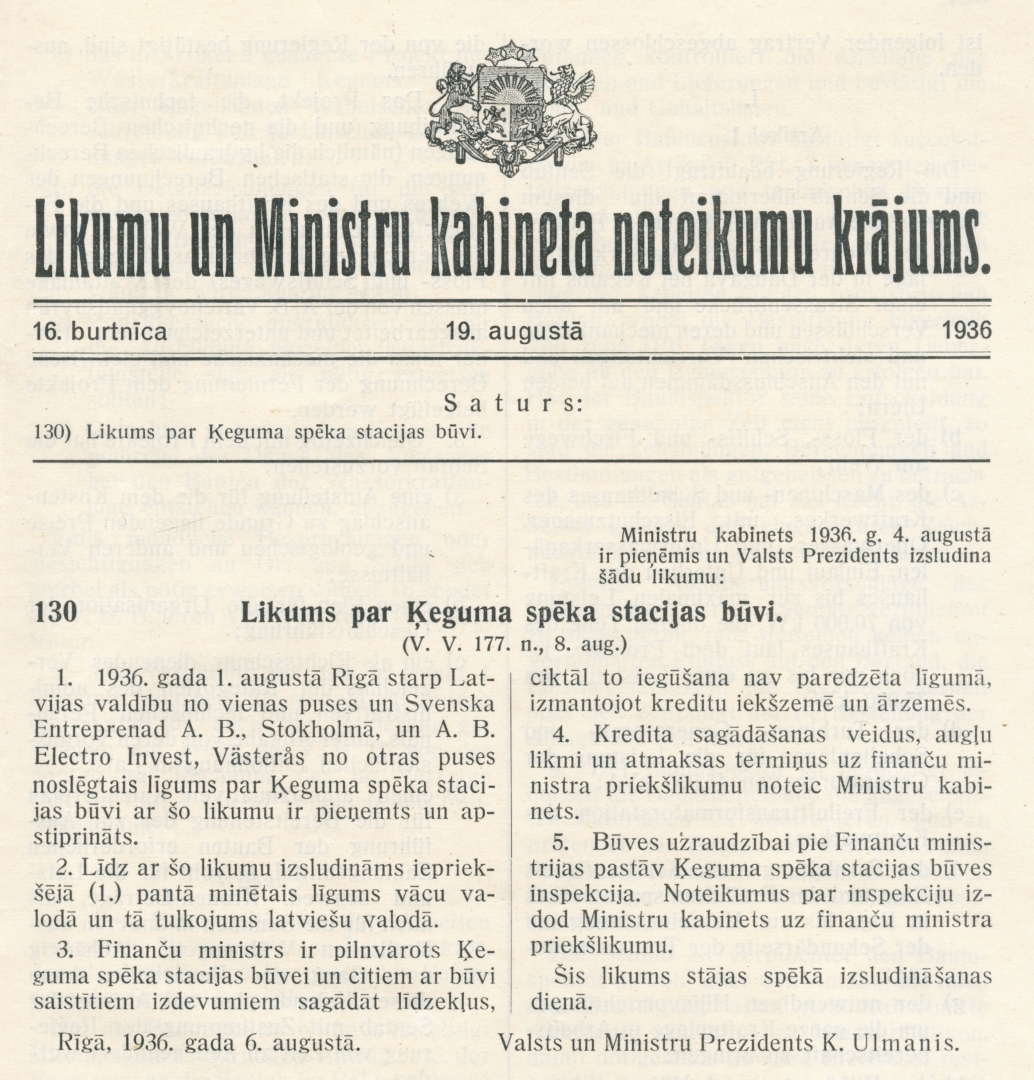 Likumu un Ministru kabineta noteikumu krājums.
16. burtnīca 19. augustā 1936
Saturs:
130) Likums par Ķeguma spēka stacijas būvi.
Ministru kabinets 1936. g. 4. augustā
ir pieņēmis un Valsts Prezidents izsludina
šādu likumu:
130 Likums par Ķeguma spēka stacijas būvi.
(V. V. 177. n., 8. aug.)
1. 1936. gada 1. augustā Rīgā starp Lat-
vijas valdību no vienas puses un Svenska
Entreprenad A. B., Stokholmā, un A. B.
Electro Invest, Västerås no otras puses
noslēgtais līgums par Ķeguma spēka staci-
jas būvi ar šo likumu ir pieņemts un ap-
stiprināts.
2. Līdz ar šo likumu izsludināms iepriek-
šējā (1.) pantā minētais līgums vācu va-
lodā un tā tulkojums latviešu valodā.
3. Finanču ministrs ir pilnvarots Ķe-
guma spēka stacijas būvei un citiem ar būvi
saistītiem izdevumiem sagādāt līdzekļus,
ciktāl to iegūšana nav paredzēta līgumā,
izmantojot kreditu iekšzemē un ārzemēs.
4. Kredita sagādāšanas veidus, augļu
likmi un atmaksas termiņus uz finanču mi-
nistra priekšlikumu noteic Ministru kabi-
nets.
5. Būves uzraudzībai pie Finanču minis-
trijas pastāv Ķeguma spēka stacijas būves
inspekcija. Noteikumus par inspekciju iz-
dod Ministru kabinets uz finanču ministra
priekšlikumu.
Šis likums stājas spēkā izsludināšanas
dienā.
Rīgā, 1936. gada 6. augustā. Valsts un Ministru Prezidents K. Ulmanis.